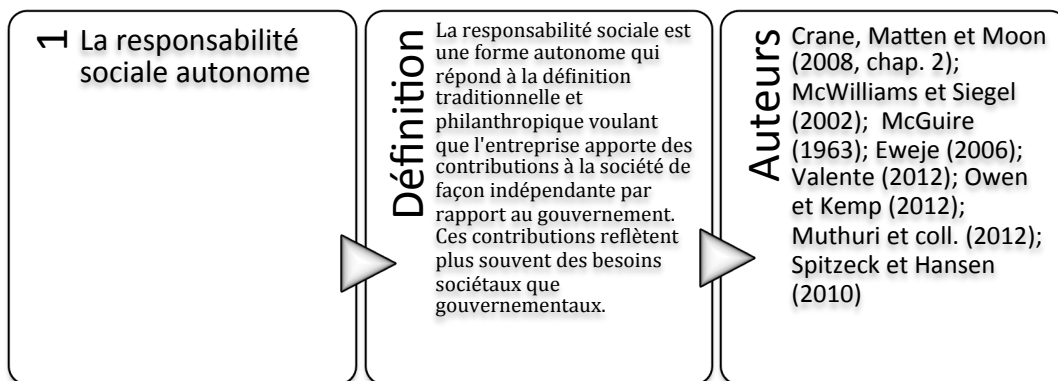 1
La responsabilité
sociale autonome
Définition
La responsabilité sociale est
une forme autonome qui
répond à la définition
traditionnelle et
philanthropique voulant
que l'entreprise apporte des
contributions à la société de
façon indépendante par
rapport au gouvernement.
Ces contributions reflètent
plus souvent des besoins
sociétaux que
gouvernementaux.
Auteurs
Crane, Matten et Moon
(2008, chap. 2);
McWilliams et Siegel
(2002); McGuire
(1963); Eweje (2006);
Valente (2012); Owen
et Kemp (2012);
Muthuri et coll. (2012);
Spitzeck et Hansen
(2010)